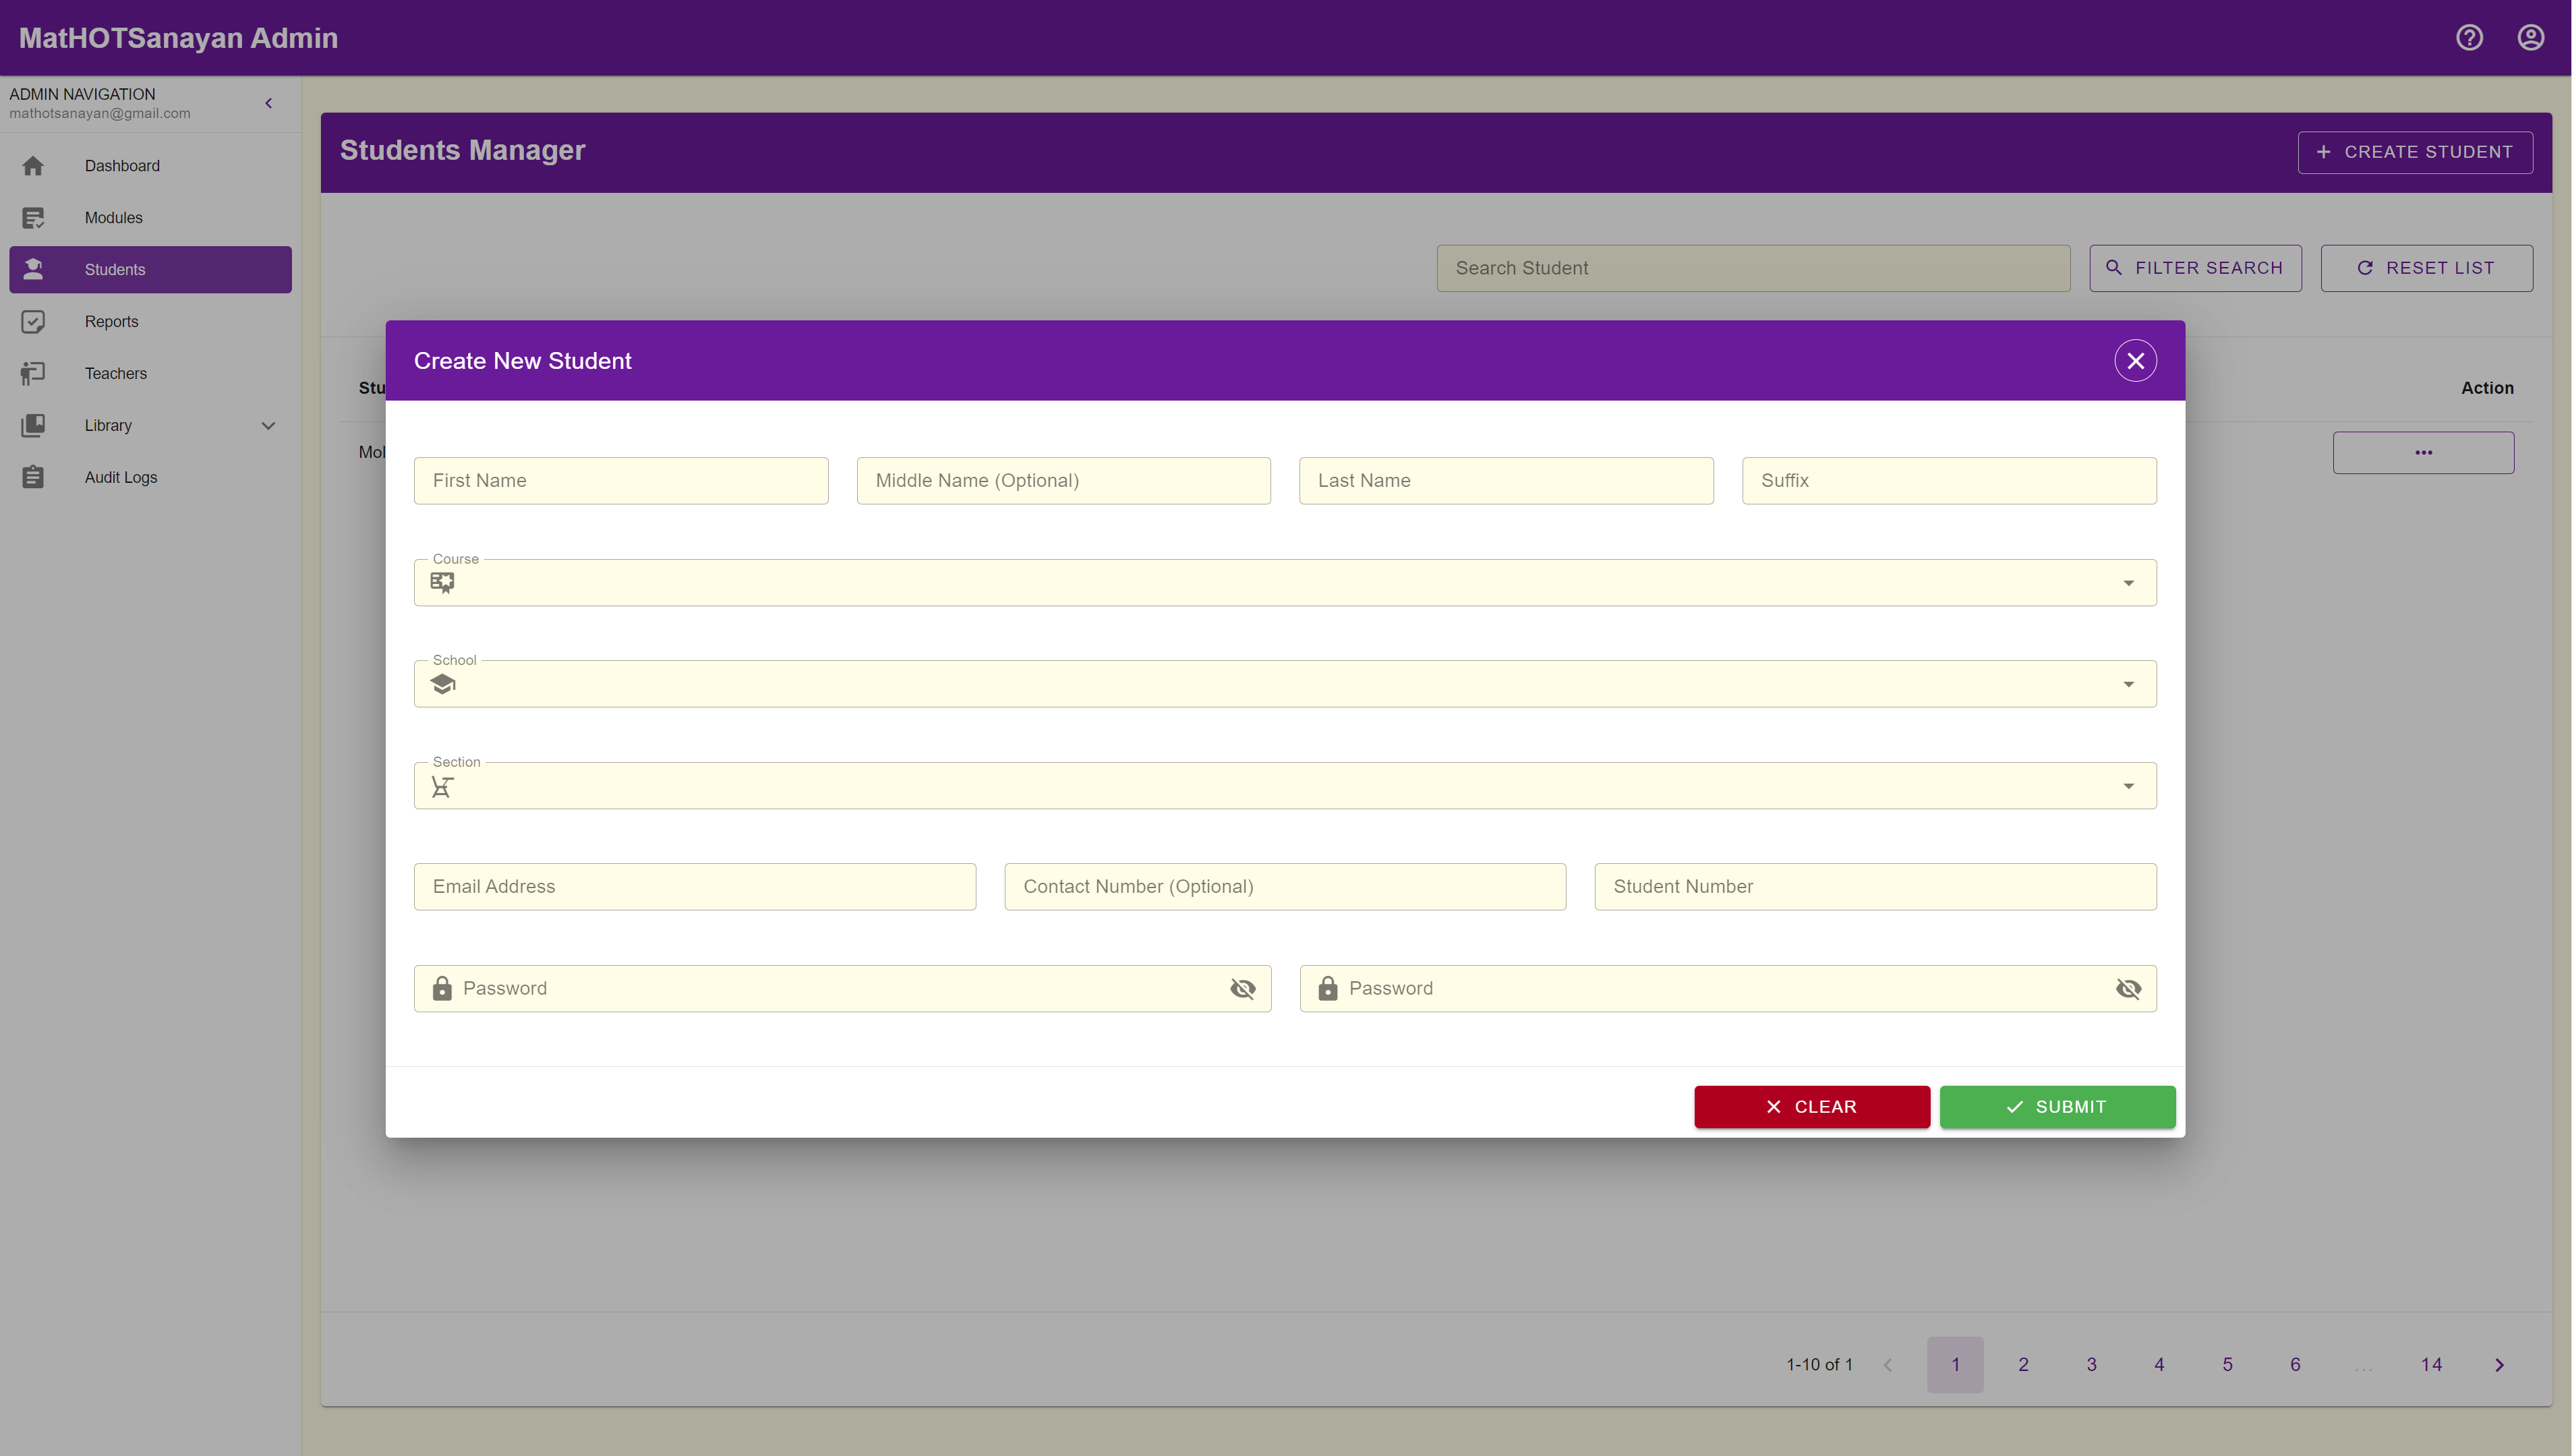 MatHOTSanayan Admin
ADMIN NAVIGATION
mathotsanayan@gmail.com
Dashboard
Modules
Students
Reports
Teachers
Library
Audit Logs
Students Manager
CREATE STUDENT
Search Student
FILTER SEARCH
RESET LIST
Stu
Action
Mol
Create New Student
First Name
Middle Name (Optional)
Last Name
Suffix
Course
School
Section
Email Address
Contact Number (Optional)
Student Number
Password
Password
CLEAR
SUBMIT
1-10 of 1
1 2 3 4 5 6 ... 14